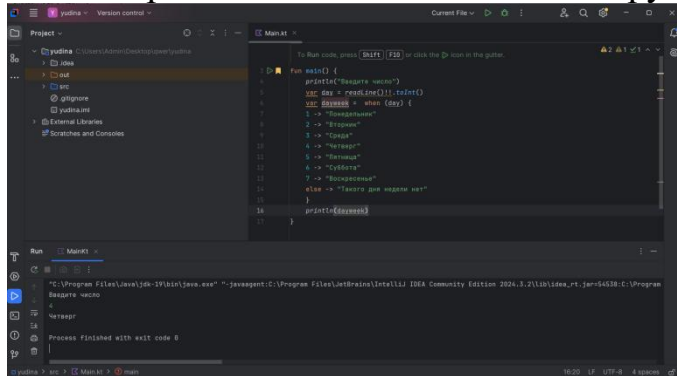 yudina Version control Current File
Project Main.kt
yudina C:\Users\Admin\Desktop\qwer\yudina
.idea
out
src
.gitignore
yudina.iml
External Libraries
Scratches and Consoles
To Run code, press Shift F10 or click the icon in the gutter.
2 1 1
fun main() {
println("Введите число")
var day = readLine()!!.toInt()
var dayweek = when (day) {
1 -> "Понедельник"
2 -> "Вторник"
3 -> "Среда"
4 -> "Четверг"
5 -> "Пятница"
6 -> "Суббота"
7 -> "Воскресенье"
else -> "Такого дня недели нет"
}
16 println(dayweek)
17 }
Run MainKt
"C:\Program Files\Java\jdk-19\bin\java.exe" "-javaagent:C:\Program Files\JetBrains\IntelliJ IDEA Community Edition 2024.3.2\lib\idea_rt.jar=54530:C:\Program
Введите число
4
Четверг
Process finished with exit code 0
yudina > src > Main.kt > main 16:20 LF UTF-8 4 spaces